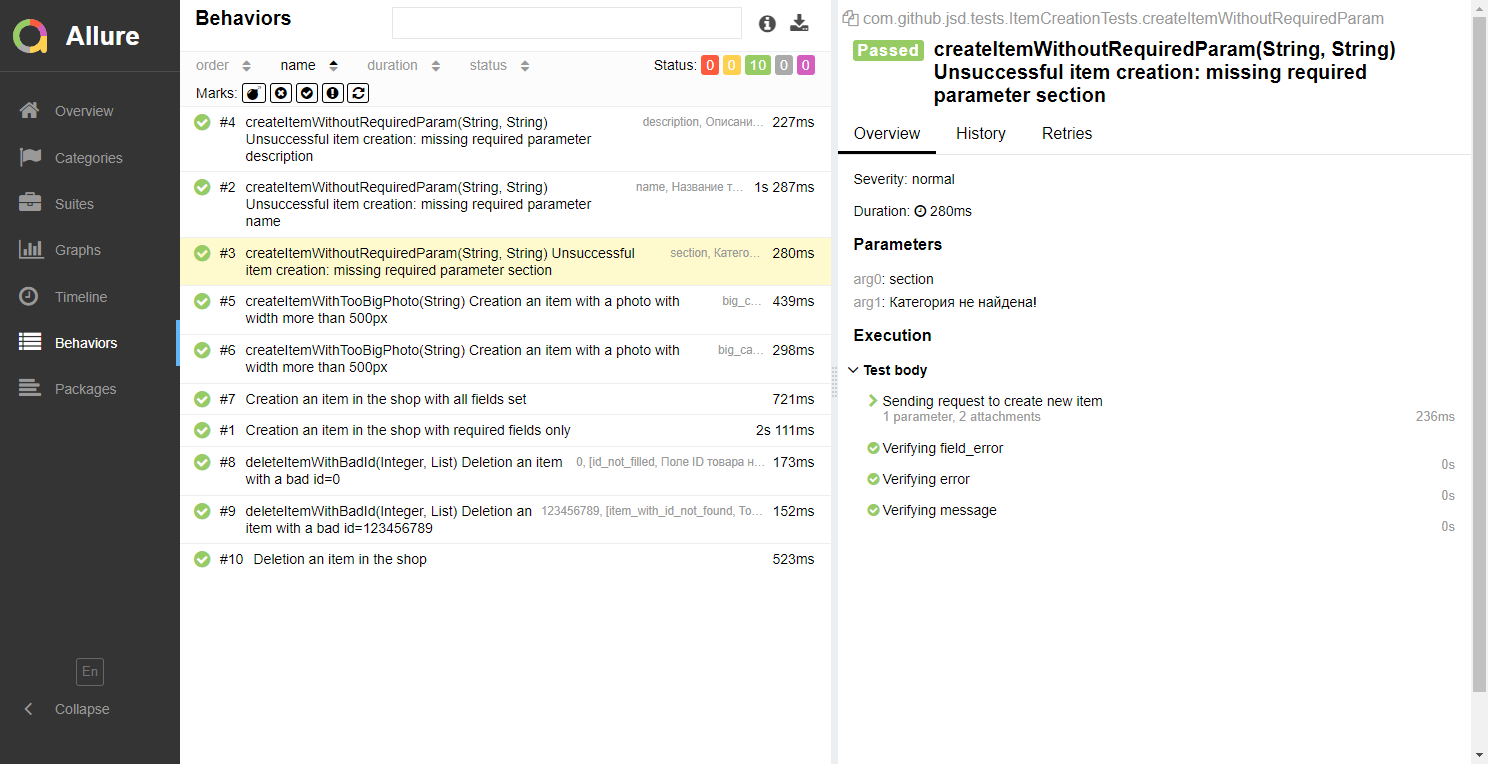 Allure
Overview
Categories
Suites
Graphs
Timeline
Behaviors
Packages
En
Collapse
Behaviors
order name duration status Status: 0 0 10 0 0
Marks:
#4 createItemWithoutRequiredParam(String, String) description, Описани... 227ms
Unsuccessful item creation: missing required parameter
description
#2 createItemWithoutRequiredParam(String, String) name, Название т... 1s 287ms
Unsuccessful item creation: missing required parameter
name
#3 createItemWithoutRequiredParam(String, String) Unsuccessful section, Катего... 280ms
item creation: missing required parameter section
#5 createItemWithTooBigPhoto(String) Creation an item with a photo with big_c... 439ms
width more than 500px
#6 createItemWithTooBigPhoto(String) Creation an item with a photo with big_ca... 298ms
width more than 500px
#7 Creation an item in the shop with all fields set 721ms
#1 Creation an item in the shop with required fields only 2s 111ms
#8 deleteItemWithBadId(Integer, List) Deletion an item 0, [id_not_filled, Поле ID товара н... 173ms
with a bad id=0
#9 deleteItemWithBadId(Integer, List) Deletion an 123456789, [item_with_id_not_found, То... 152ms
item with a bad id=123456789
#10 Deletion an item in the shop 523ms
com.github.jsd.tests.ItemCreationTests.createItemWithoutRequiredParam
Passed createItemWithoutRequiredParam(String, String)
Unsuccessful item creation: missing required
parameter section
Overview History Retries
Severity: normal
Duration: 280ms
Parameters
arg0: section
arg1: Категория не найдена!
Execution
Test body
Sending request to create new item
1 parameter, 2 attachments 236ms
Verifying field_error
0s
Verifying error
0s
Verifying message
0s